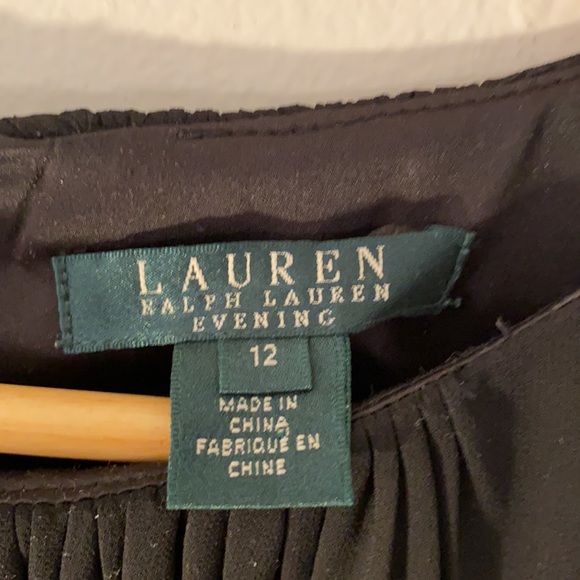 LAUREN
RALPH LAUREN
EVENING
12
MADE IN
CHINA
FABRIQUÉ EN
CHINE